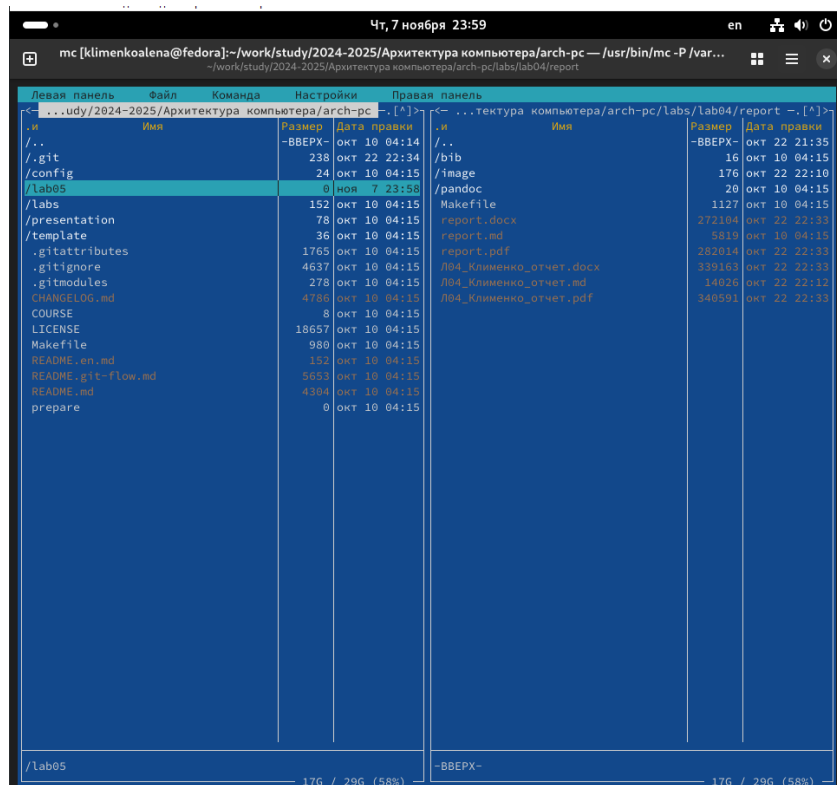 Чт, 7 ноября 23:59
en
mc [klimenkoalena@fedora]:~/work/study/2024-2025/Архитектура компьютера/arch-pc — /usr/bin/mc -P /var...
~/work/study/2024-2025/Архитектура компьютера/arch-pc/labs/lab04/report
Левая панель Файл Команда Настройки Правая панель
<— ...udy/2024-2025/Архитектура компьютера/arch-pc —.[^]>
.и Имя Размер Дата правки
/.. -ВВЕРХ- окт 10 04:14
/.git 238 окт 22 22:34
/config 24 окт 10 04:15
/lab05 0 ноя 7 23:58
/labs 152 окт 10 04:15
/presentation 78 окт 10 04:15
/template 36 окт 10 04:15
.gitattributes 1765 окт 10 04:15
.gitignore 4637 окт 10 04:15
.gitmodules 278 окт 10 04:15
CHANGELOG.md 4786 окт 10 04:15
COURSE 8 окт 10 04:15
LICENSE 18657 окт 10 04:15
Makefile 980 окт 10 04:15
README.en.md 152 окт 10 04:15
README.git-flow.md 5653 окт 10 04:15
README.md 4304 окт 10 04:15
prepare 0 окт 10 04:15
/lab05
17G / 29G (58%)
<— ...тектура компьютера/arch-pc/labs/lab04/report —.[^]>
.и Имя Размер Дата правки
/.. -ВВЕРХ- окт 22 21:35
/bib 16 окт 10 04:15
/image 176 окт 22 22:10
/pandoc 20 окт 10 04:15
Makefile 1127 окт 10 04:15
report.docx 272104 окт 22 22:33
report.md 5819 окт 10 04:15
report.pdf 282014 окт 22 22:33
Л04_Клименко_отчет.docx 339163 окт 22 22:33
Л04_Клименко_отчет.md 14026 окт 22 22:12
Л04_Клименко_отчет.pdf 340591 окт 22 22:33
-ВВЕРХ-
17G / 29G (58%)